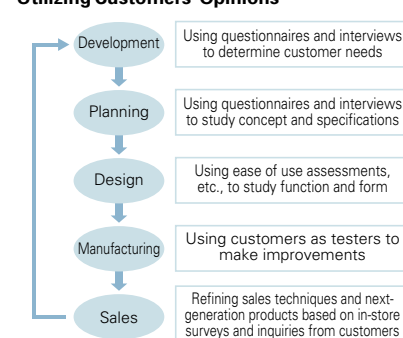 Utilizing Customers' Opinions
Development
Using questionnaires and interviews
to determine customer needs
Planning
Using questionnaires and interviews
to study concept and specifications
Design
Using ease of use assessments,
etc., to study function and form
Manufacturing
Using customers as testers to
make improvements
Sales
Refining sales techniques and next-
generation products based on in-store
surveys and inquiries from customers